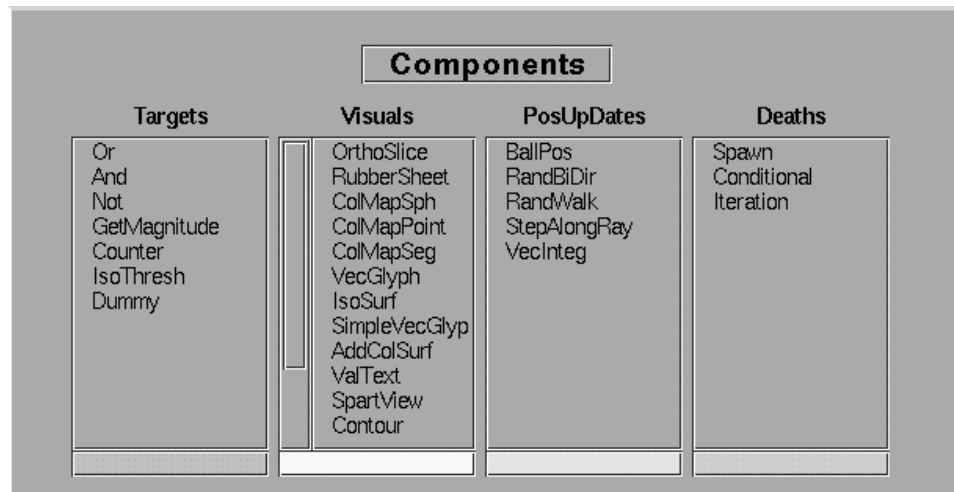 Components
Targets
Or
And
Not
GetMagnitude
Counter
IsoThresh
Dummy
Visuals
OrthoSlice
RubberSheet
ColMapSph
ColMapPoint
ColMapSeg
VecGlyph
IsoSurf
SimpleVecGlyp
AddColSurf
ValText
SpartView
Contour
PosUpDates
BallPos
RandBiDir
RandWalk
StepAlongRay
VecInteg
Deaths
Spawn
Conditional
Iteration